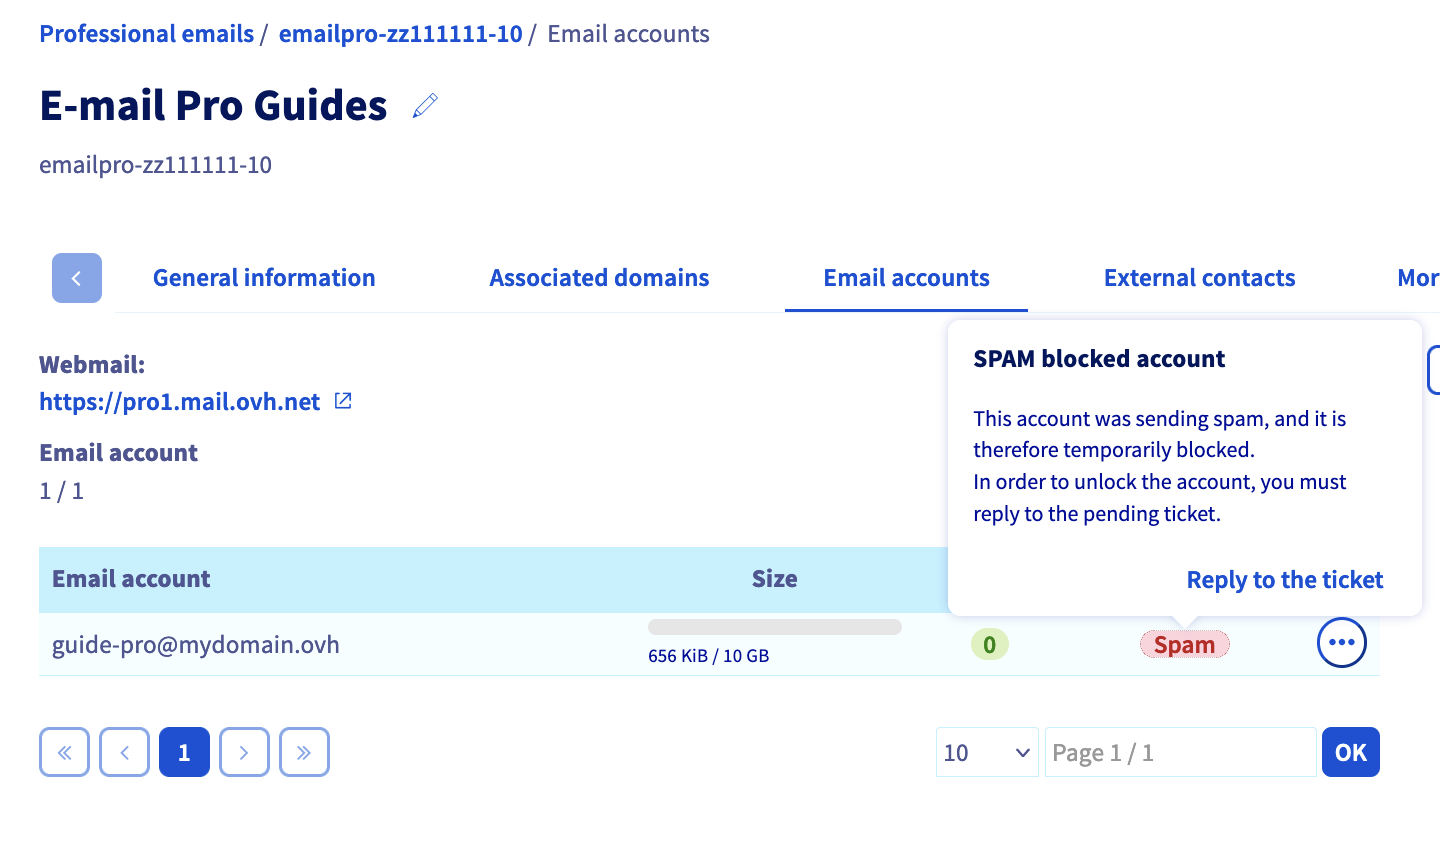 Professional emails / emailpro-zz111111-10 / Email accounts
E-mail Pro Guides
emailpro-zz111111-10
General information Associated domains Email accounts External contacts Mor
Webmail:
https://pro1.mail.ovh.net
Email account
1 / 1
SPAM blocked account
This account was sending spam, and it is
therefore temporarily blocked.
In order to unlock the account, you must
reply to the pending ticket.
Reply to the ticket
Email account Size
guide-pro@mydomain.ovh 656 KiB / 10 GB 0 Spam
1 10 Page 1 / 1 OK